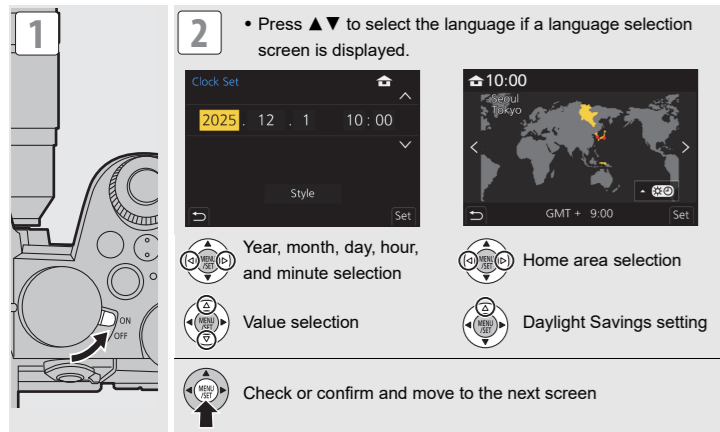 1
ON
OFF
2
• Press ▲▼ to select the language if a language selection
screen is displayed.
Clock Set
2025 . 12 . 1 10 : 00
Style
Set
10:00
Seoul
Tokyo
GMT + 9:00
Set
MENU
/SET
Year, month, day, hour,
and minute selection
MENU
/SET
Home area selection
MENU
/SET
Value selection
MENU
/SET
Daylight Savings setting
MENU
/SET
Check or confirm and move to the next screen